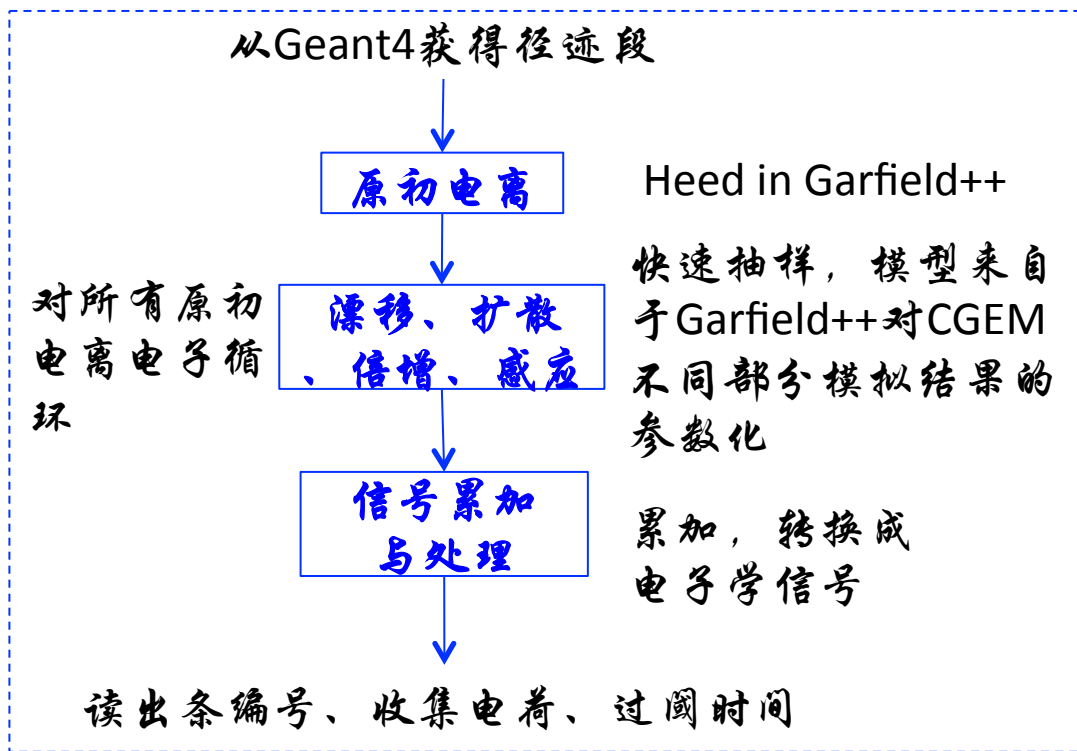 从Geant4获得径迹段
原初电离
Heed in Garfield++
对所有原初
电离电子循
环
漂移、扩散
、倍增、感应
快速抽样，模型来自
于Garfield++对CGEM
不同部分模拟结果的
参数化
信号累加
与处理
累加，转换成
电子学信号
读出条编号、收集电荷、过阈时间